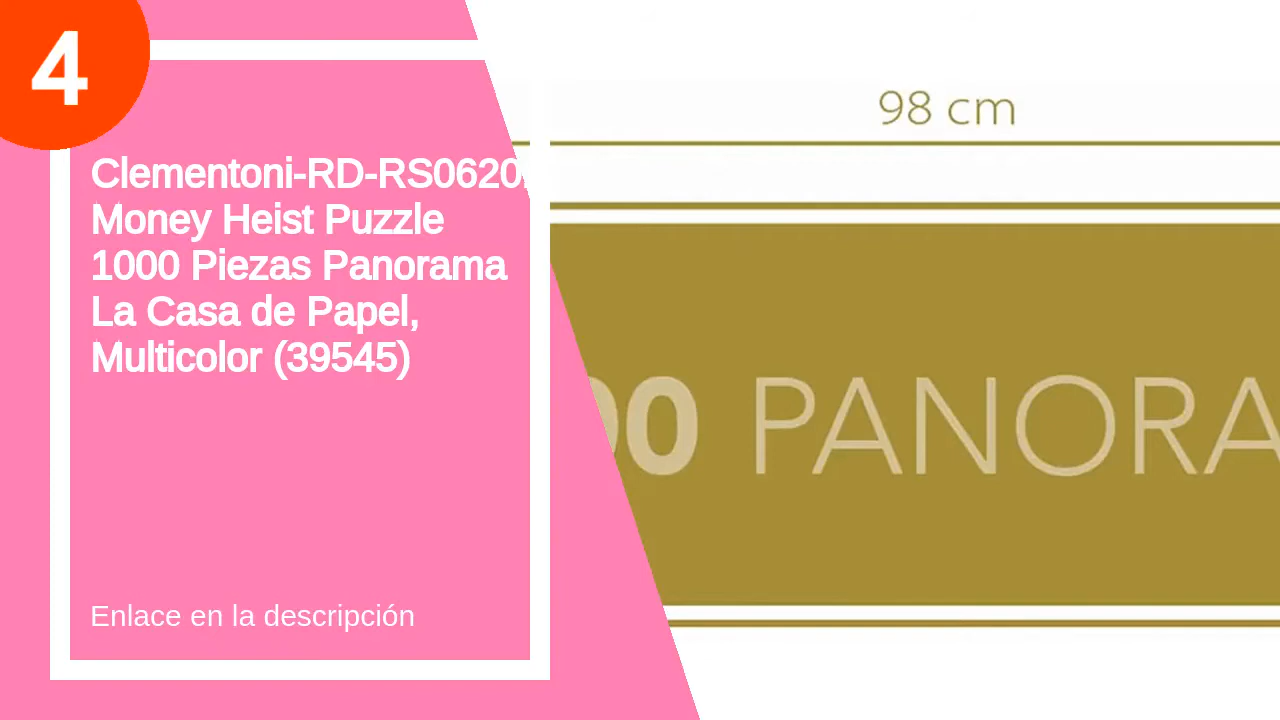 4
98 cm
Clementoni-RD-RS0620
Money Heist Puzzle
1000 Piezas Panorama
La Casa de Papel,
Multicolor (39545)
00 PANORA
Enlace en la descripción